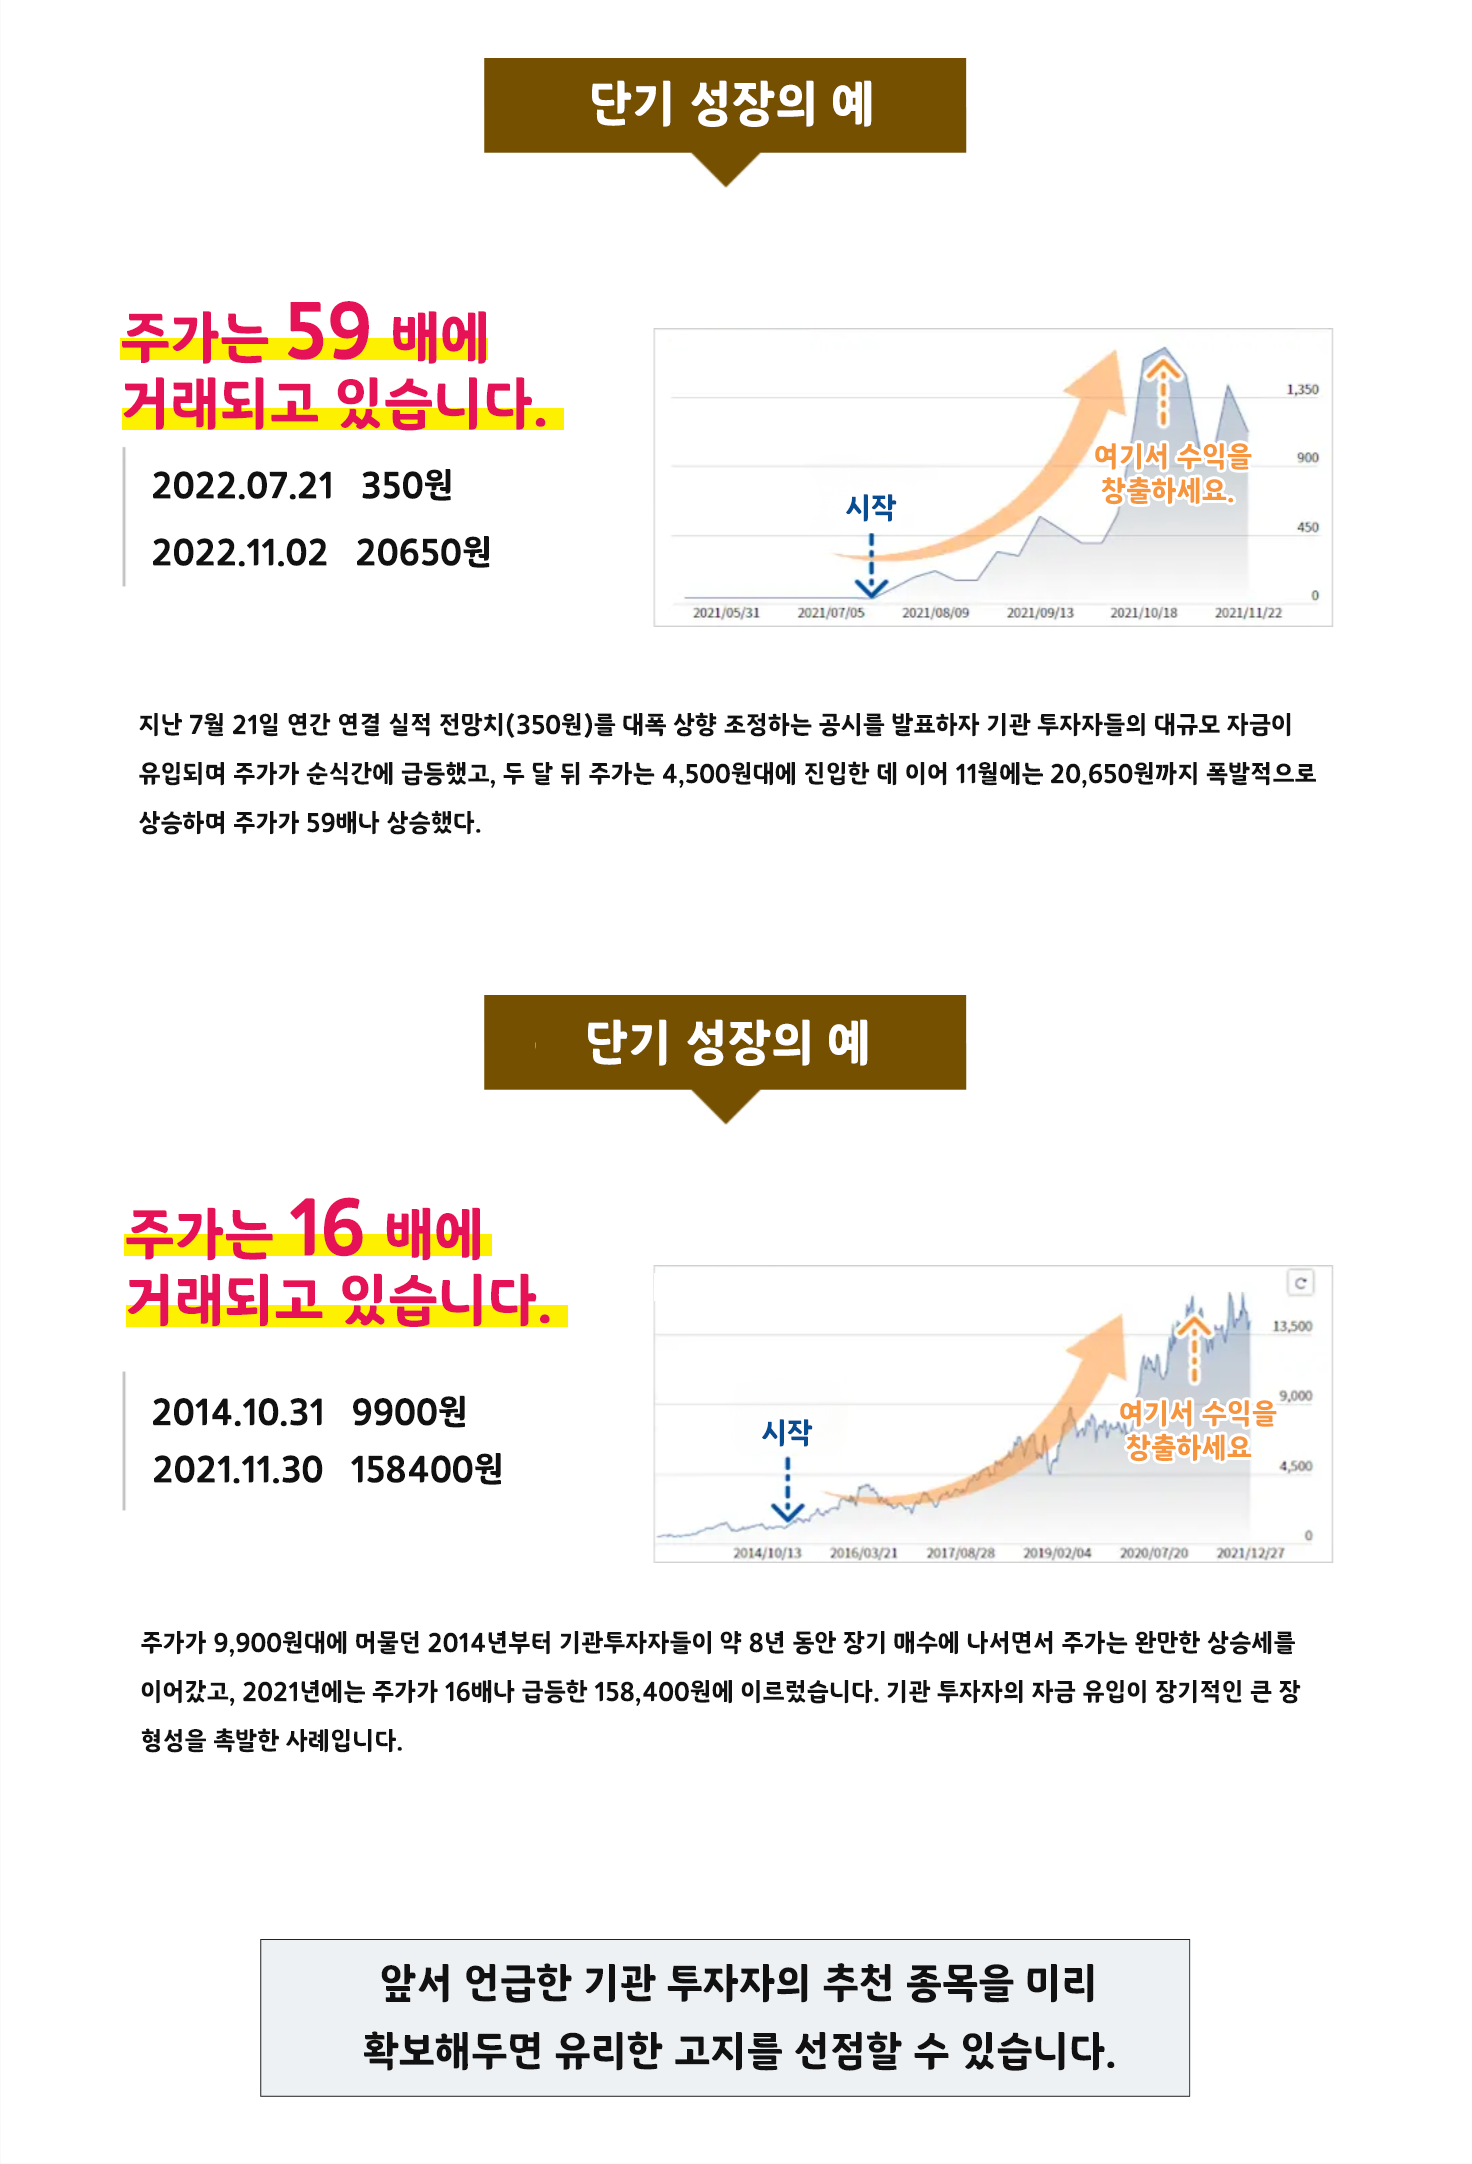 단기 성장의 예
주가는 59 배에
거래되고 있습니다.
2022.07.21 350원
2022.11.02 20650원
1,350
900
450
0
여기서 수익을
창출하세요.
시작
2021/05/31 2021/07/05 2021/08/09 2021/09/13 2021/10/18 2021/11/22
지난 7월 21일 연간 연결 실적 전망치(350원)를 대폭 상향 조정하는 공시를 발표하자 기관 투자자들의 대규모 자금이
유입되며 주가가 순식간에 급등했고, 두 달 뒤 주가는 4,500원대에 진입한 데 이어 11월에는 20,650원까지 폭발적으로
상승하며 주가가 59배나 상승했다.
단기 성장의 예
주가는 16 배에
거래되고 있습니다.
2014.10.31 9900원
2021.11.30 158400원
13,500
9,000
4,500
0
여기서 수익을
창출하세요
시작
2014/10/13 2016/03/21 2017/08/28 2019/02/04 2020/07/20 2021/12/27
주가가 9,900원대에 머물던 2014년부터 기관투자자들이 약 8년 동안 장기 매수에 나서면서 주가는 완만한 상승세를
이어갔고, 2021년에는 주가가 16배나 급등한 158,400원에 이르렀습니다. 기관 투자자의 자금 유입이 장기적인 큰 장
형성을 촉발한 사례입니다.
앞서 언급한 기관 투자자의 추천 종목을 미리
확보해두면 유리한 고지를 선점할 수 있습니다.